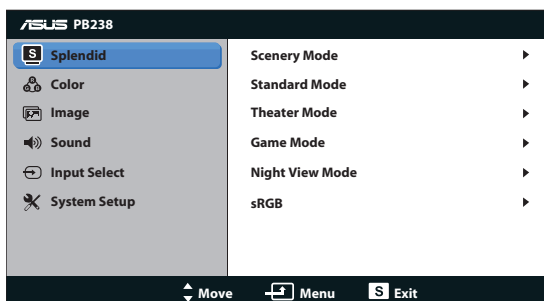 ASUS PB238
S Splendid
Color
Image
Sound
Input Select
System Setup
Scenery Mode
Standard Mode
Theater Mode
Game Mode
Night View Mode
sRGB
Move Menu S Exit